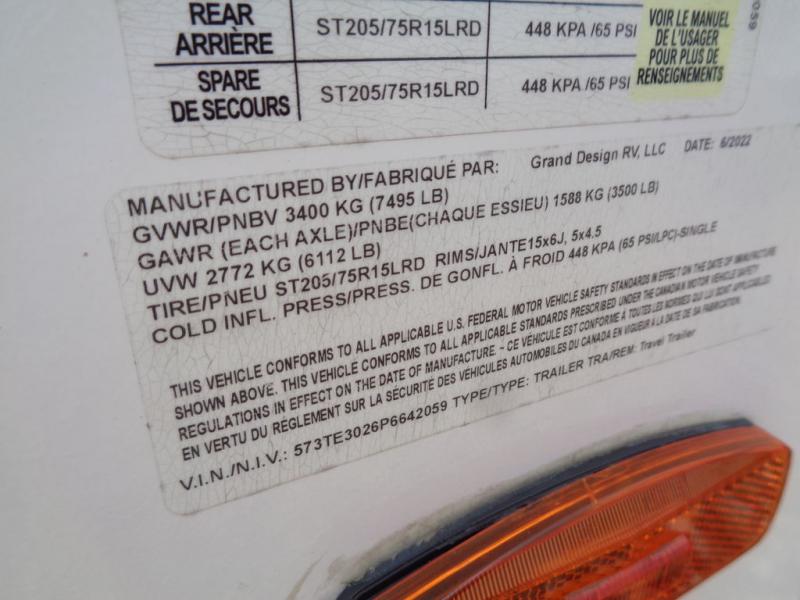 REAR
ARRIÈRE
ST205/75R15LRD
448 KPA /65 PSI
SPARE
DE SECOURS
ST205/75R15LRD
448 KPA /65 PSI
VOIR LE MANUEL
DE L'USAGER
POUR PLUS DE
RENSEIGNEMENTS
059
MANUFACTURED BY/FABRIQUÉ PAR: Grand Design RV, LLC DATE: 6/2022
GVWR/PNBV 3400 KG (7495 LB)
GAWR (EACH AXLE)/PNBE(CHAQUE ESSIEU) 1588 KG (3500 LB)
UVW 2772 KG (6112 LB)
TIRE/PNEU ST205/75R15LRD RIMS/JANTE15x6J, 5x4.5
COLD INFL. PRESS/PRESS. DE GONFL. À FROID 448 KPA (65 PSI/LPC)-SINGLE
THIS VEHICLE CONFORMS TO ALL APPLICABLE U.S. FEDERAL MOTOR VEHICLE SAFETY STANDARDS IN EFFECT ON THE DATE OF MANUFACTURE
SHOWN ABOVE. THIS VEHICLE CONFORMS TO ALL APPLICABLE STANDARDS PRESCRIBED UNDER THE CANADIAN MOTOR VEHICLE SAFETY
REGULATIONS IN EFFECT ON THE DATE OF MANUFACTURE. - CE VÉHICULE EST CONFORME À TOUTES LES NORMES QUI LUI SONT APPLICABLES
EN VERTU DU RÉGLEMENT SUR LA SÉCURITÉ DES VÉHICULES AUTOMOBILES DU CANADA EN VIGUEUR À LA DATE DE SA FABRICATION.
V.I.N./N.I.V.: 573TE3026P6642059 TYPE/TYPE: TRAILER TRA/REM: Travel Trailer